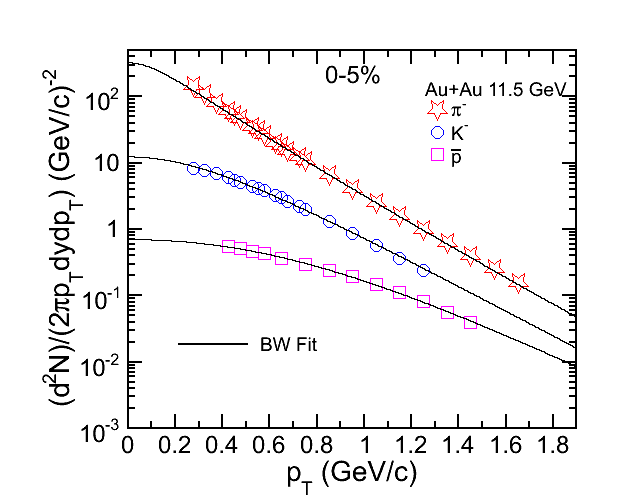 0-5%
Au+Au 11.5 GeV
π⁻
K⁻
p̅
BW Fit
(d²N)/(2πp_T dydp_T) (GeV/c)⁻²
10²
10
1
10⁻¹
10⁻²
10⁻³
0 0.2 0.4 0.6 0.8 1 1.2 1.4 1.6 1.8
p_T (GeV/c)